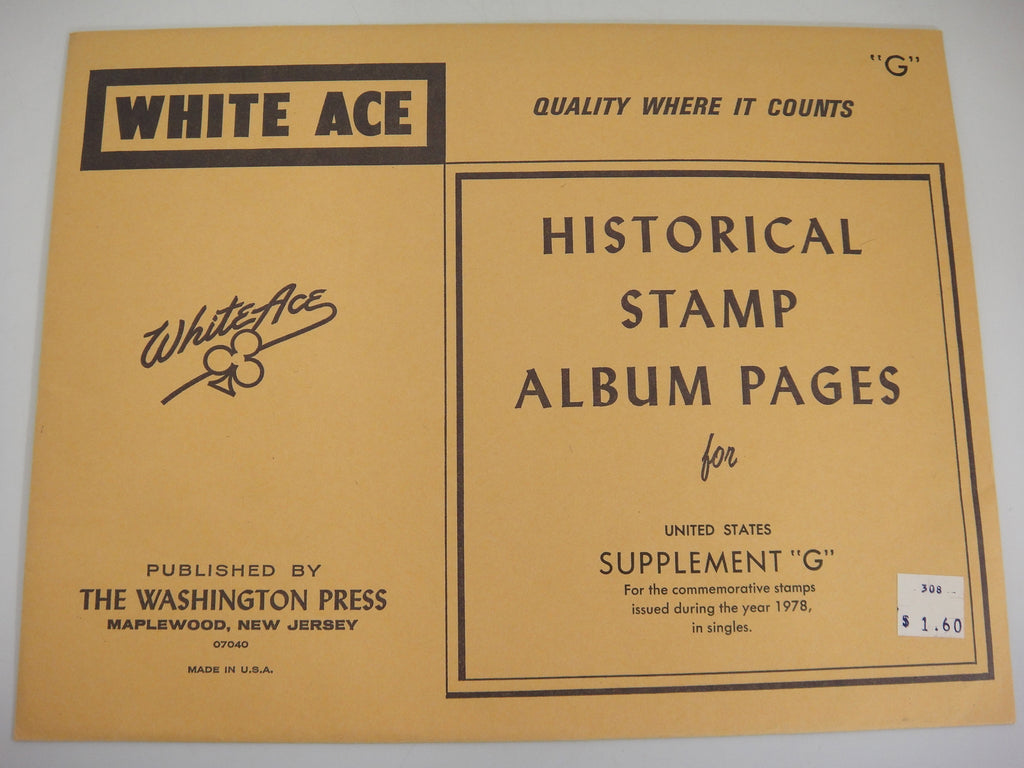 "G"
WHITE ACE
QUALITY WHERE IT COUNTS
HISTORICAL
STAMP
ALBUM PAGES
for
White Ace
UNITED STATES
SUPPLEMENT "G"
For the commemorative stamps
issued during the year 1978,
in singles.
308
$ 1.60
PUBLISHED BY
THE WASHINGTON PRESS
MAPLEWOOD, NEW JERSEY
07040
MADE IN U.S.A.